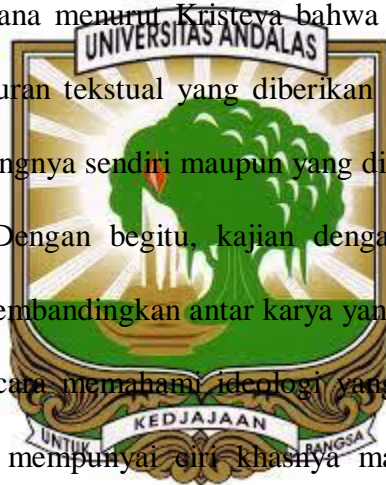 ana menurut Kristeva bahwa
UNIVERSITAS ANDALAS
uran tekstual yang diberikan
ngnya sendiri maupun yang di
Dengan begitu, kajian denga
embandingkan antar karya yan
cara memahami ideologi yang
KEDJAJAAN
UNTUK BANGSA
mempunyai ciri khasnya ma